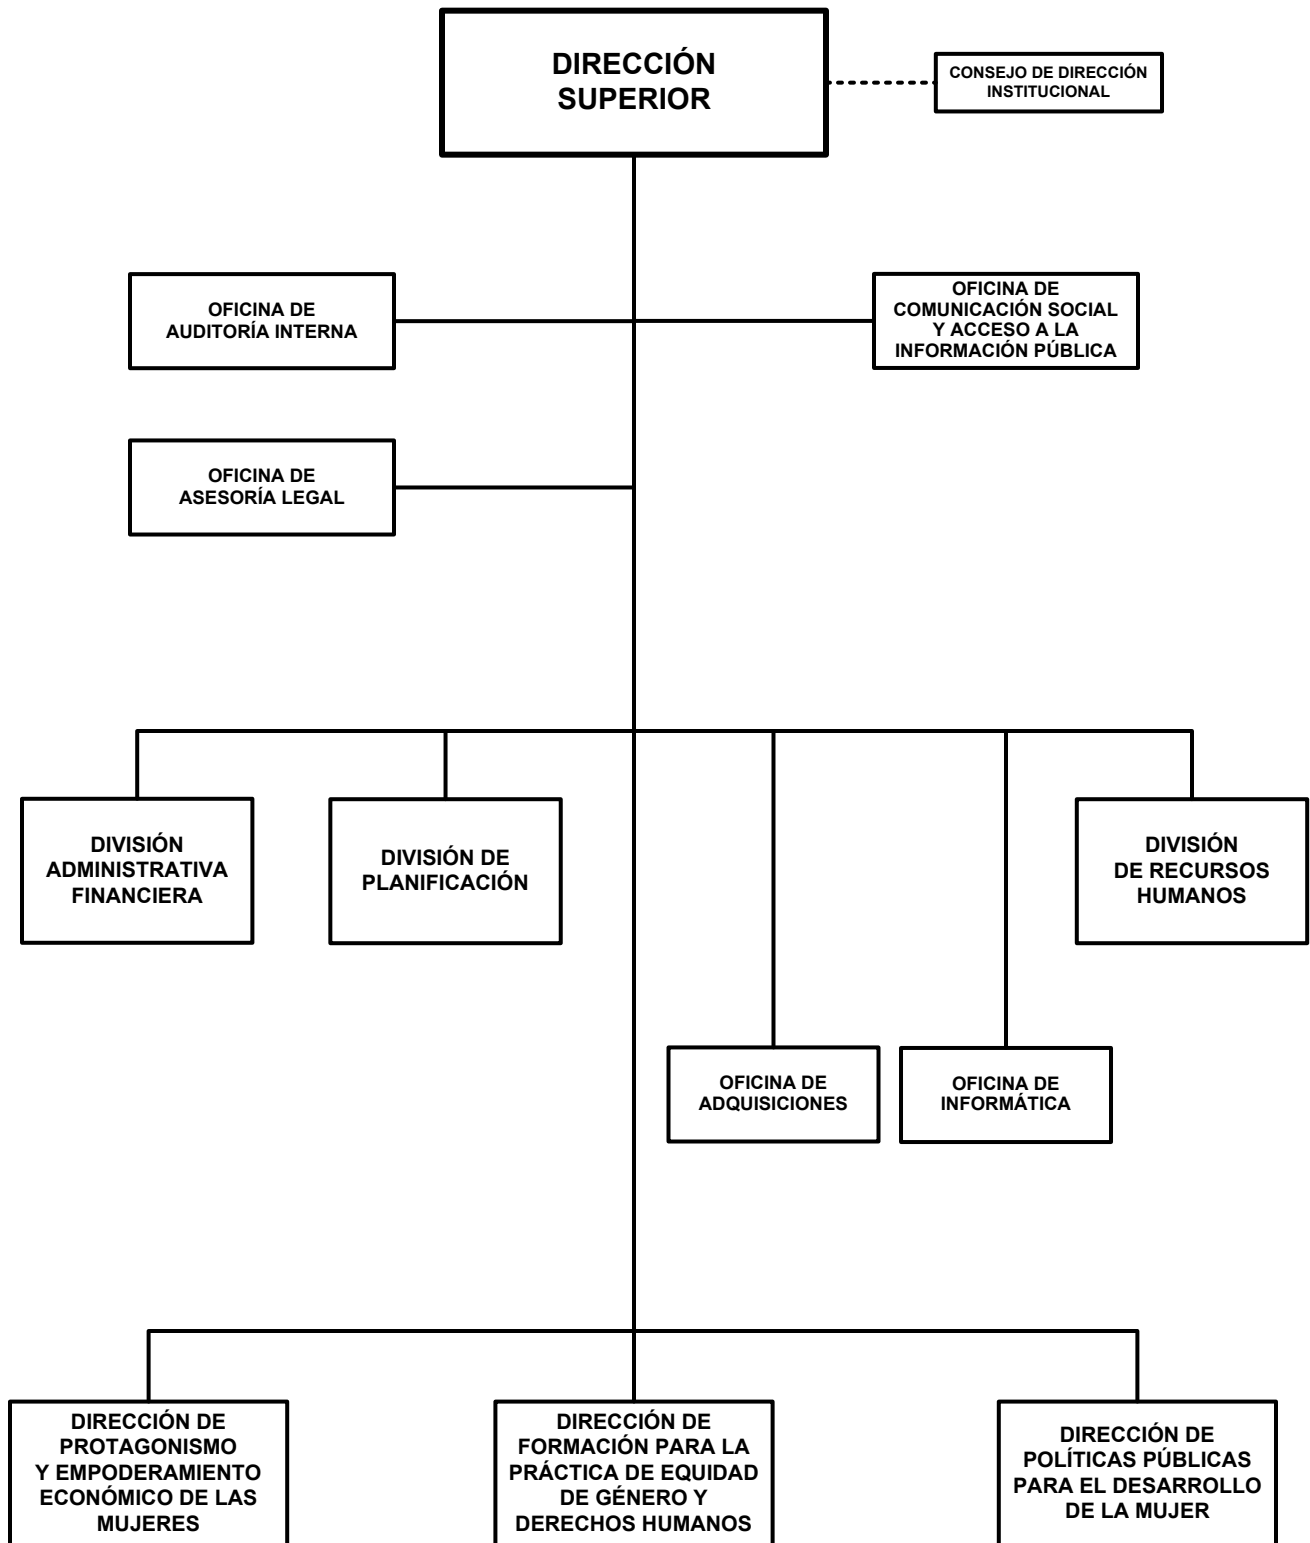 DIRECCIÓN
SUPERIOR
CONSEJO DE DIRECCIÓN
INSTITUCIONAL
OFICINA DE
AUDITORÍA INTERNA
OFICINA DE
COMUNICACIÓN SOCIAL
Y ACCESO A LA
INFORMACIÓN PÚBLICA
OFICINA DE
ASESORÍA LEGAL
DIVISIÓN
ADMINISTRATIVA
FINANCIERA
DIVISIÓN DE
PLANIFICACIÓN
DIVISIÓN
DE RECURSOS
HUMANOS
OFICINA DE
ADQUISICIONES
OFICINA DE
INFORMÁTICA
DIRECCIÓN DE
PROTAGONISMO
Y EMPODERAMIENTO
ECONÓMICO DE LAS
MUJERES
DIRECCIÓN DE
FORMACIÓN PARA LA
PRÁCTICA DE EQUIDAD
DE GÉNERO Y
DERECHOS HUMANOS
DIRECCIÓN DE
POLÍTICAS PÚBLICAS
PARA EL DESARROLLO
DE LA MUJER